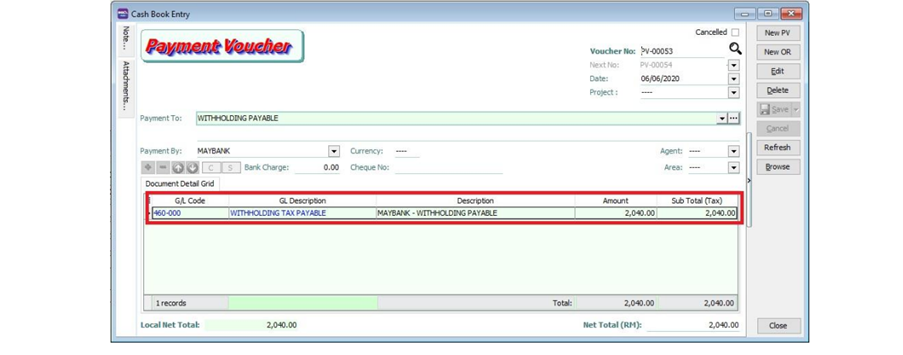 Cash Book Entry
Note...
Attachments...
Payment Voucher
Cancelled
Voucher No: PV-00053
Next No: PV-00054
Date: 06/06/2020
Project : ----
Payment To: WITHHOLDING PAYABLE
Payment By: MAYBANK Currency: ---- Agent: ----
C S Bank Charge: 0.00 Cheque No: Area: ----
Document Detail Grid
G/L Code GL Description Description Amount Sub Total (Tax)
460-000 WITHHOLDING TAX PAYABLE MAYBANK - WITHHOLDING PAYABLE 2,040.00 2,040.00
1 records Total: 2,040.00 2,040.00
Local Net Total: 2,040.00 Net Total (RM): 2,040.00
New PV
New OR
Edit
Delete
Save
Cancel
Refresh
Browse
Close